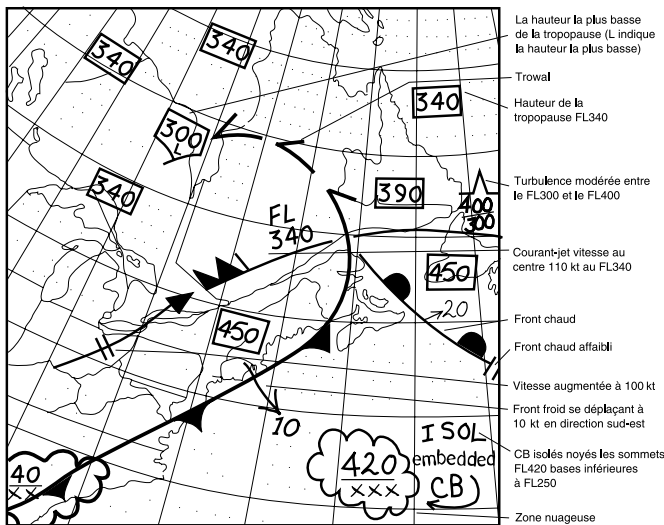 340
340
300
L
340
340
390
400
300
FL
340
450
450
20
10
40
XX
420
XXX
I SOL
embedded
CB
La hauteur la plus basse
de la tropopause (L indique
la hauteur la plus basse)
Trowal
Hauteur de la
tropopause FL340
Turbulence modérée entre
le FL300 et le FL400
Courant-jet vitesse au
centre 110 kt au FL340
Front chaud
Front chaud affaibli
Vitesse augmentée à 100 kt
Front froid se déplaçant à
10 kt en direction sud-est
CB isolés noyés les sommets
FL420 bases inférieures
à FL250
Zone nuageuse